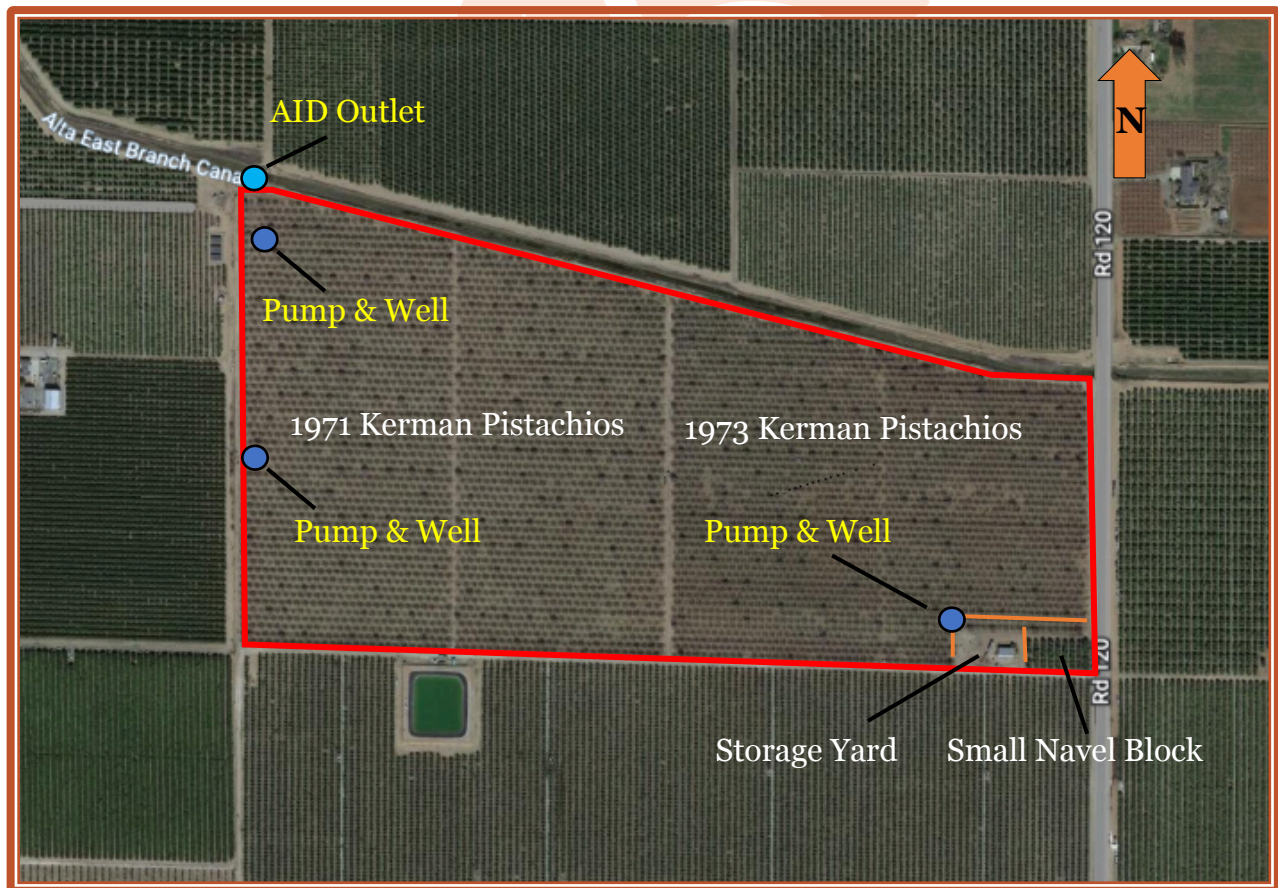 AID Outlet
N
Alta East Branch Cana
Pump & Well
Rd 120
1971 Kerman Pistachios
1973 Kerman Pistachios
Pump & Well
Pump & Well
Rd 120
Storage Yard
Small Navel Block